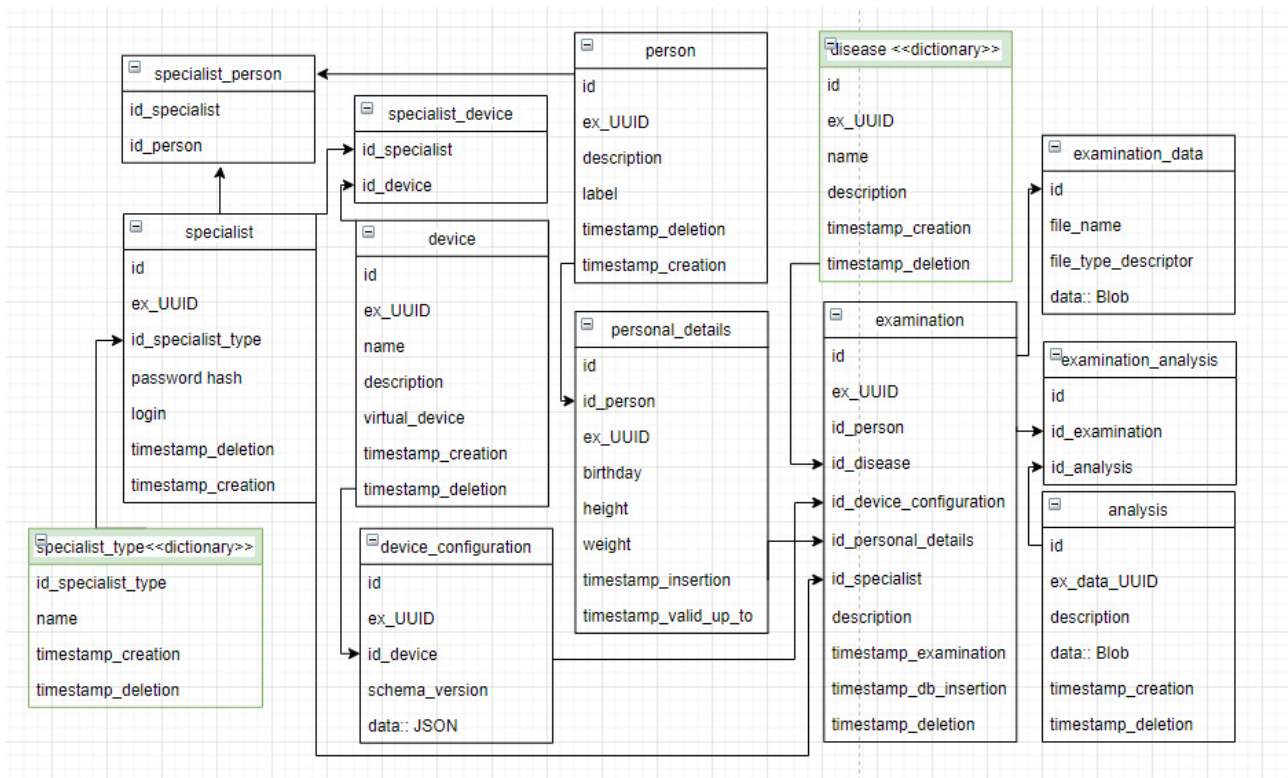 specialist_person
id_specialist
id_person
specialist_device
id_specialist
id_device
person
id
ex_UUID
description
label
timestamp_deletion
timestamp_creation
disease <<dictionary>>
id
ex_UUID
name
description
timestamp_creation
timestamp_deletion
examination_data
id
file_name
file_type_descriptor
data:: Blob
specialist
id
ex_UUID
id_specialist_type
password hash
login
timestamp_deletion
timestamp_creation
device
id
ex_UUID
name
description
virtual_device
timestamp_creation
timestamp_deletion
personal_details
id
id_person
ex_UUID
birthday
height
weight
timestamp_insertion
timestamp_valid_up_to
examination
id
ex_UUID
id_person
id_disease
id_device_configuration
id_personal_details
id_specialist
description
timestamp_examination
timestamp_db_insertion
timestamp_deletion
examination_analysis
id
id_examination
id_analysis
analysis
id
ex_data_UUID
description
data:: Blob
timestamp_creation
timestamp_deletion
specialist_type<<dictionary>>
id_specialist_type
name
timestamp_creation
timestamp_deletion
device_configuration
id
ex_UUID
id_device
schema_version
data:: JSON